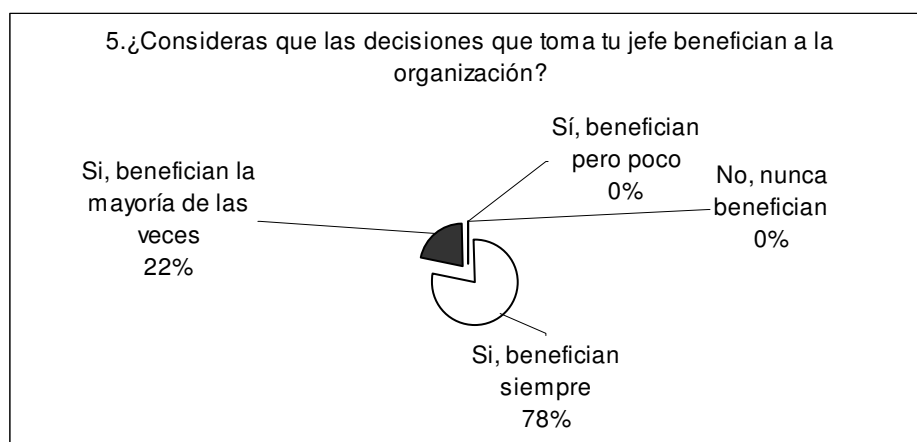 5.¿Consideras que las decisiones que toma tu jefe benefician a la
organización?
Sí, benefician
pero poco
0%
No, nunca
benefician
0%
Si, benefician la
mayoría de las
veces
22%
Si, benefician
siempre
78%